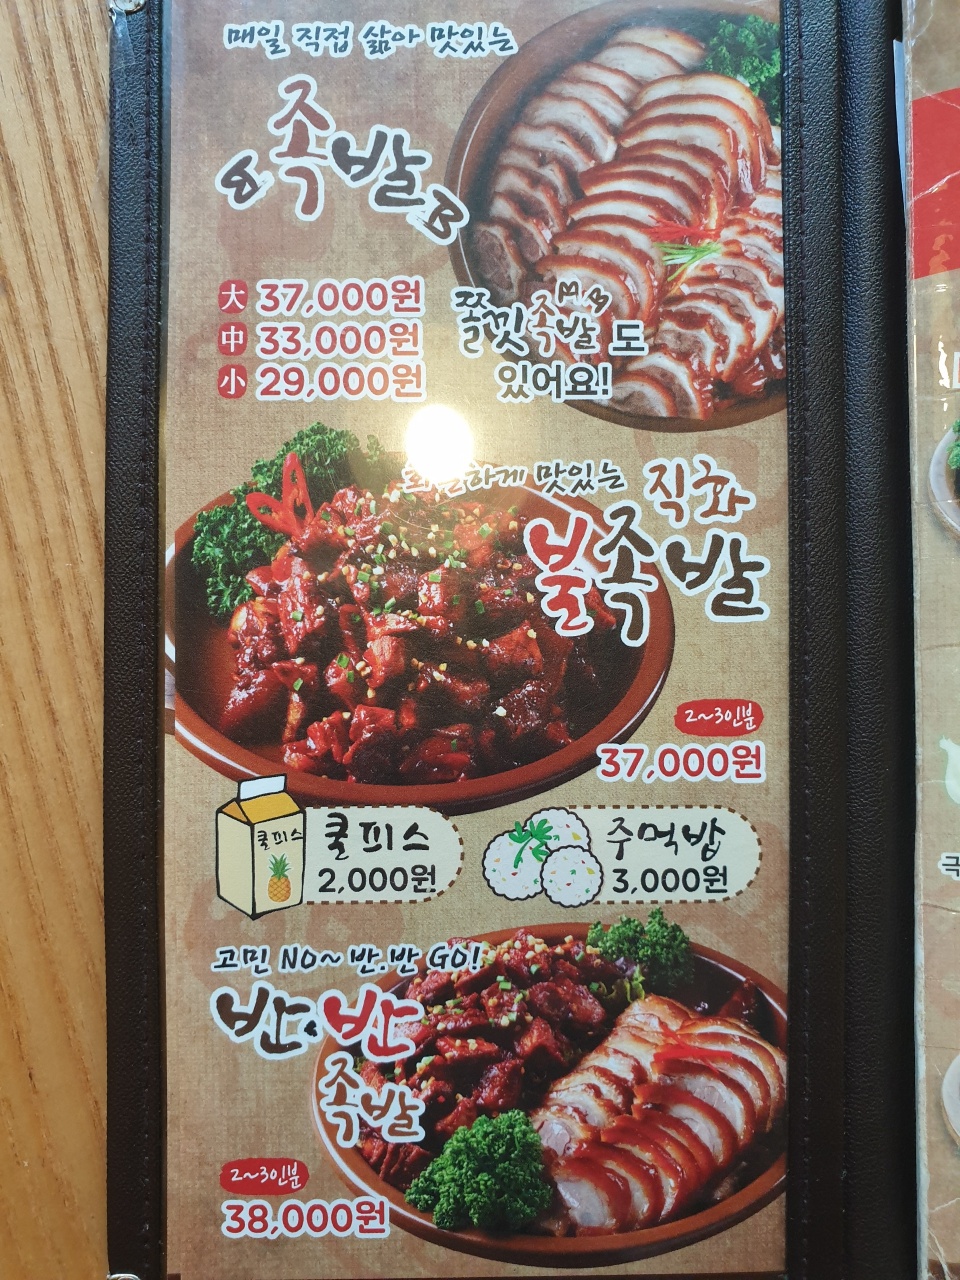 매일 직접 삶아 맛있는
족발
大 37,000원
中 33,000원
小 29,000원
쫄낏족발도
있어요!
하게 맛있는
직화
불족발
2~3인분
37,000원
쿨피스
쿨피스
2,000원
주먹밥
3,000원
고민 NO~ 반.반 GO!
반·반
족발
2~3인분
38,000원
극